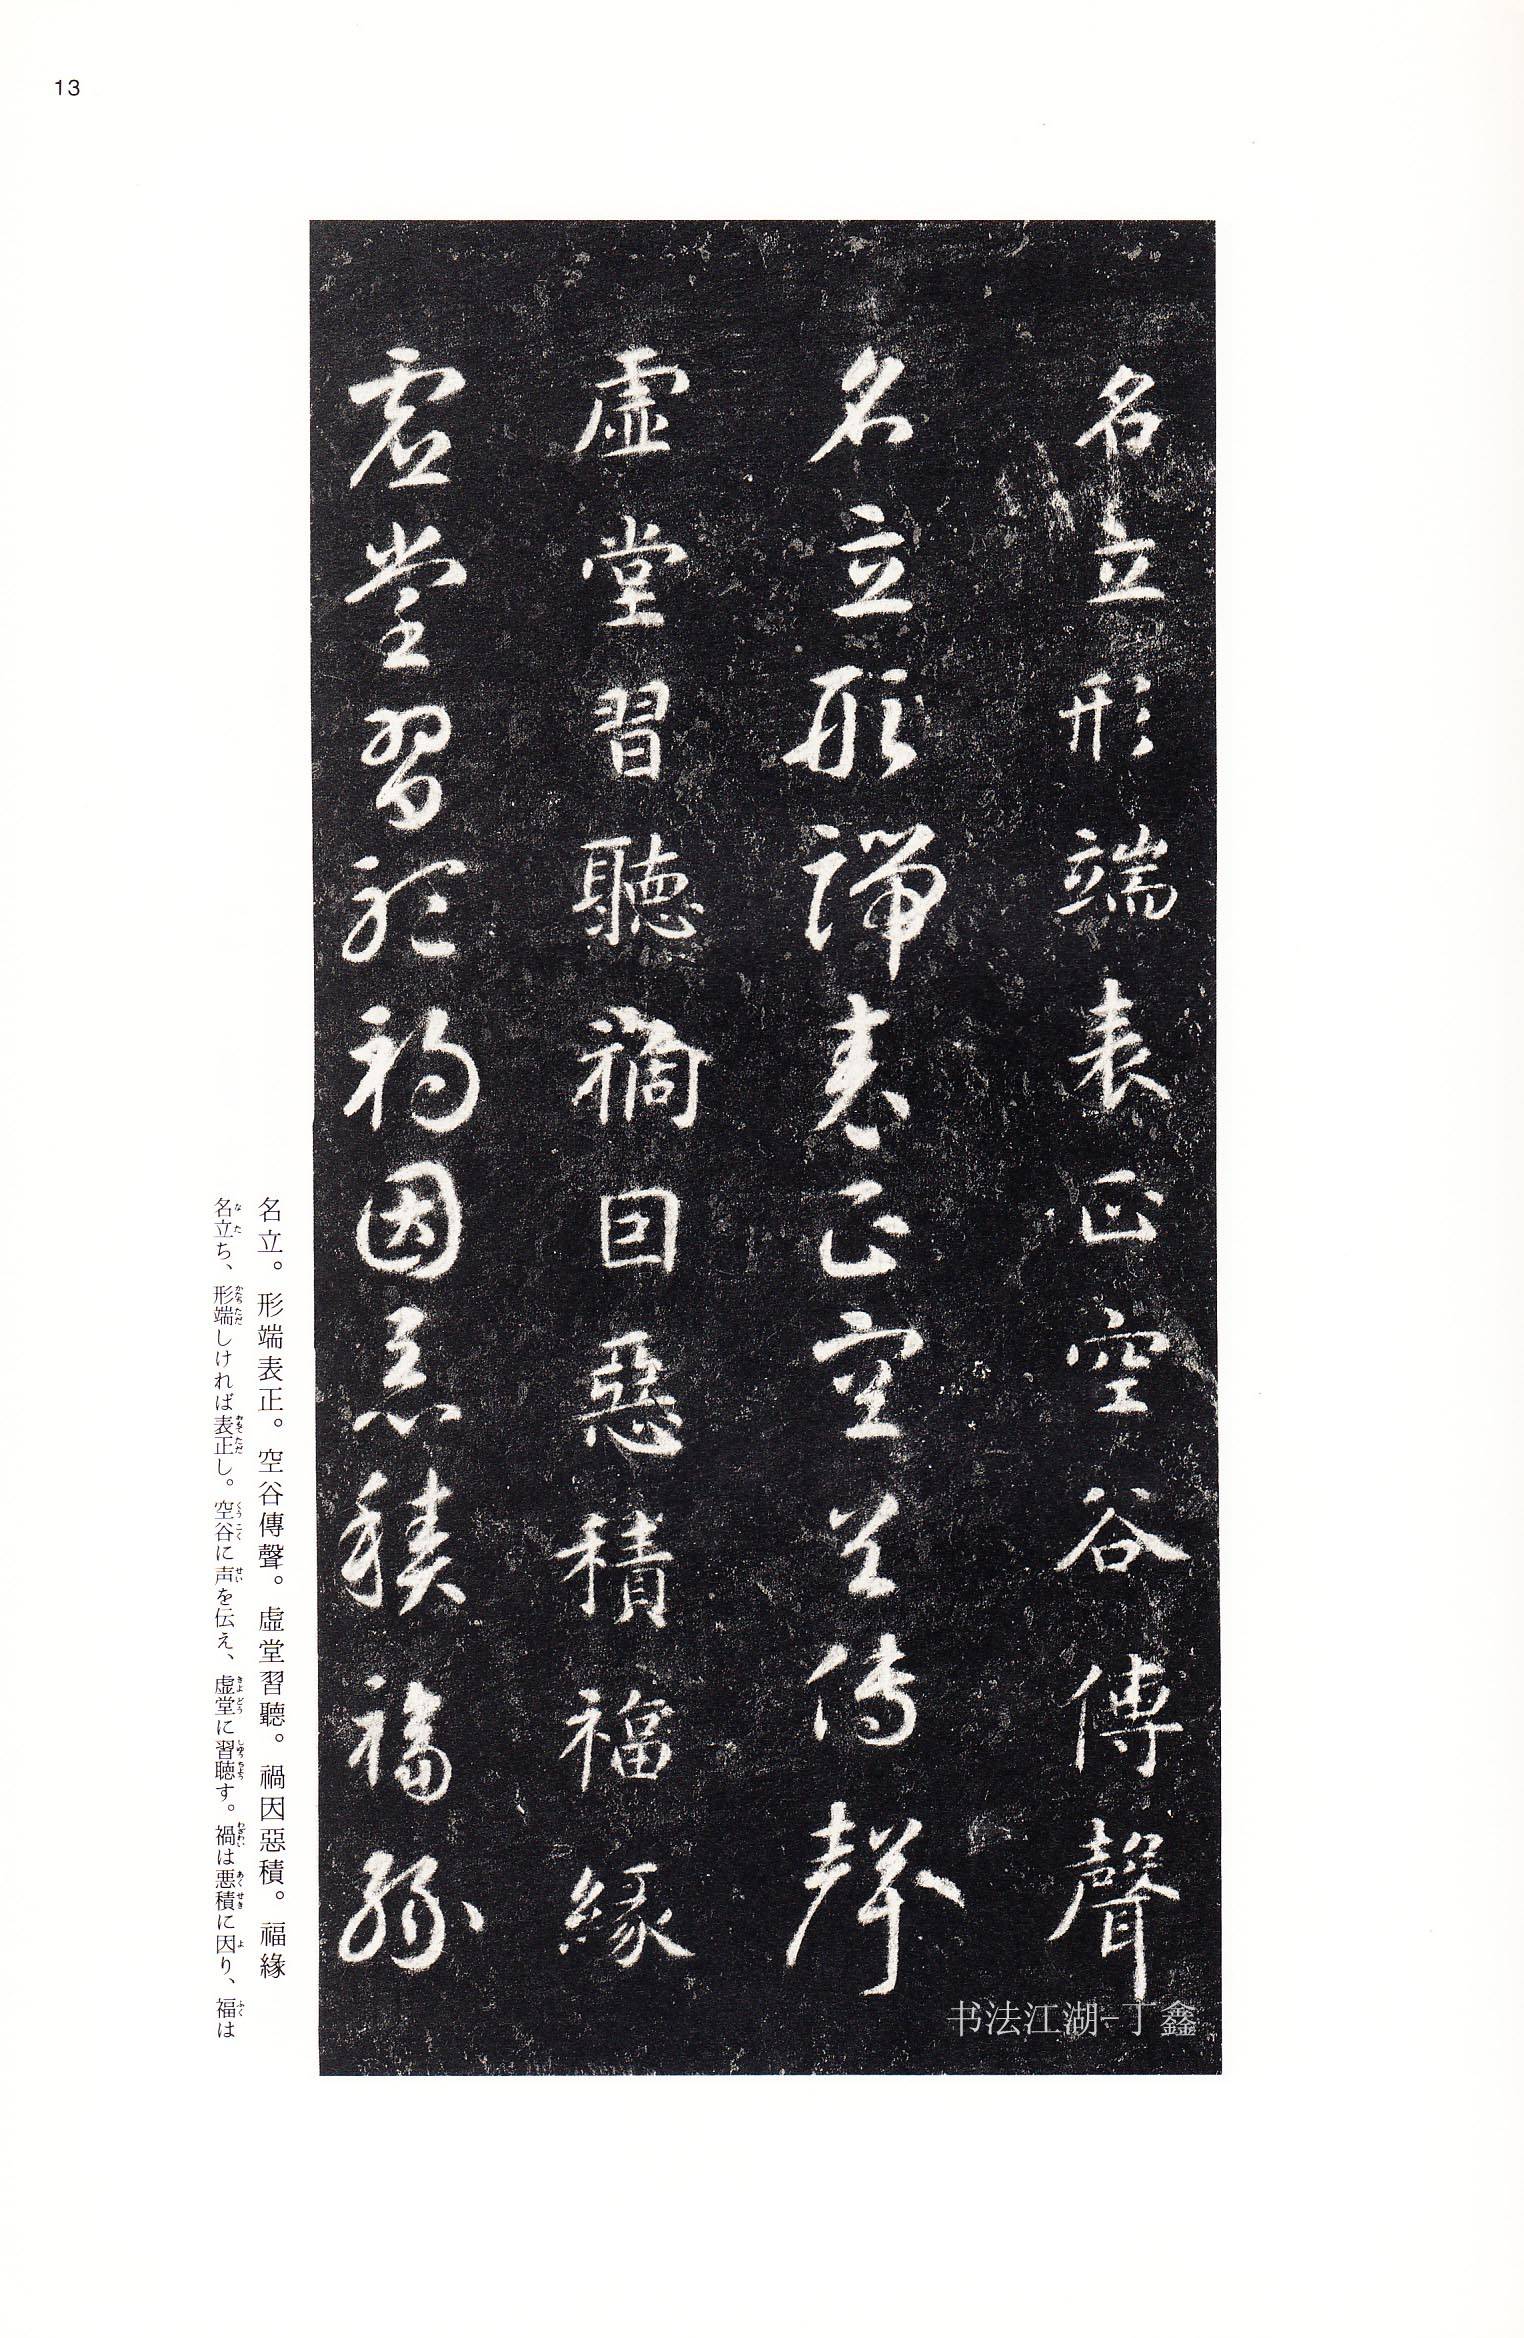 13
名立形端表正空谷傳聲
名立形端表正空谷傳聲
虛堂習聽禍因惡積福緣
虛堂習聽禍因惡積福緣
名立。形端表正。空谷傳聲。虛堂習聽。禍因惡積。福緣
名立ち、形端しければ表正し。空谷に声を伝え、虚堂に習聴す。禍は悪積に因り、福は
书法江湖-丁鑫